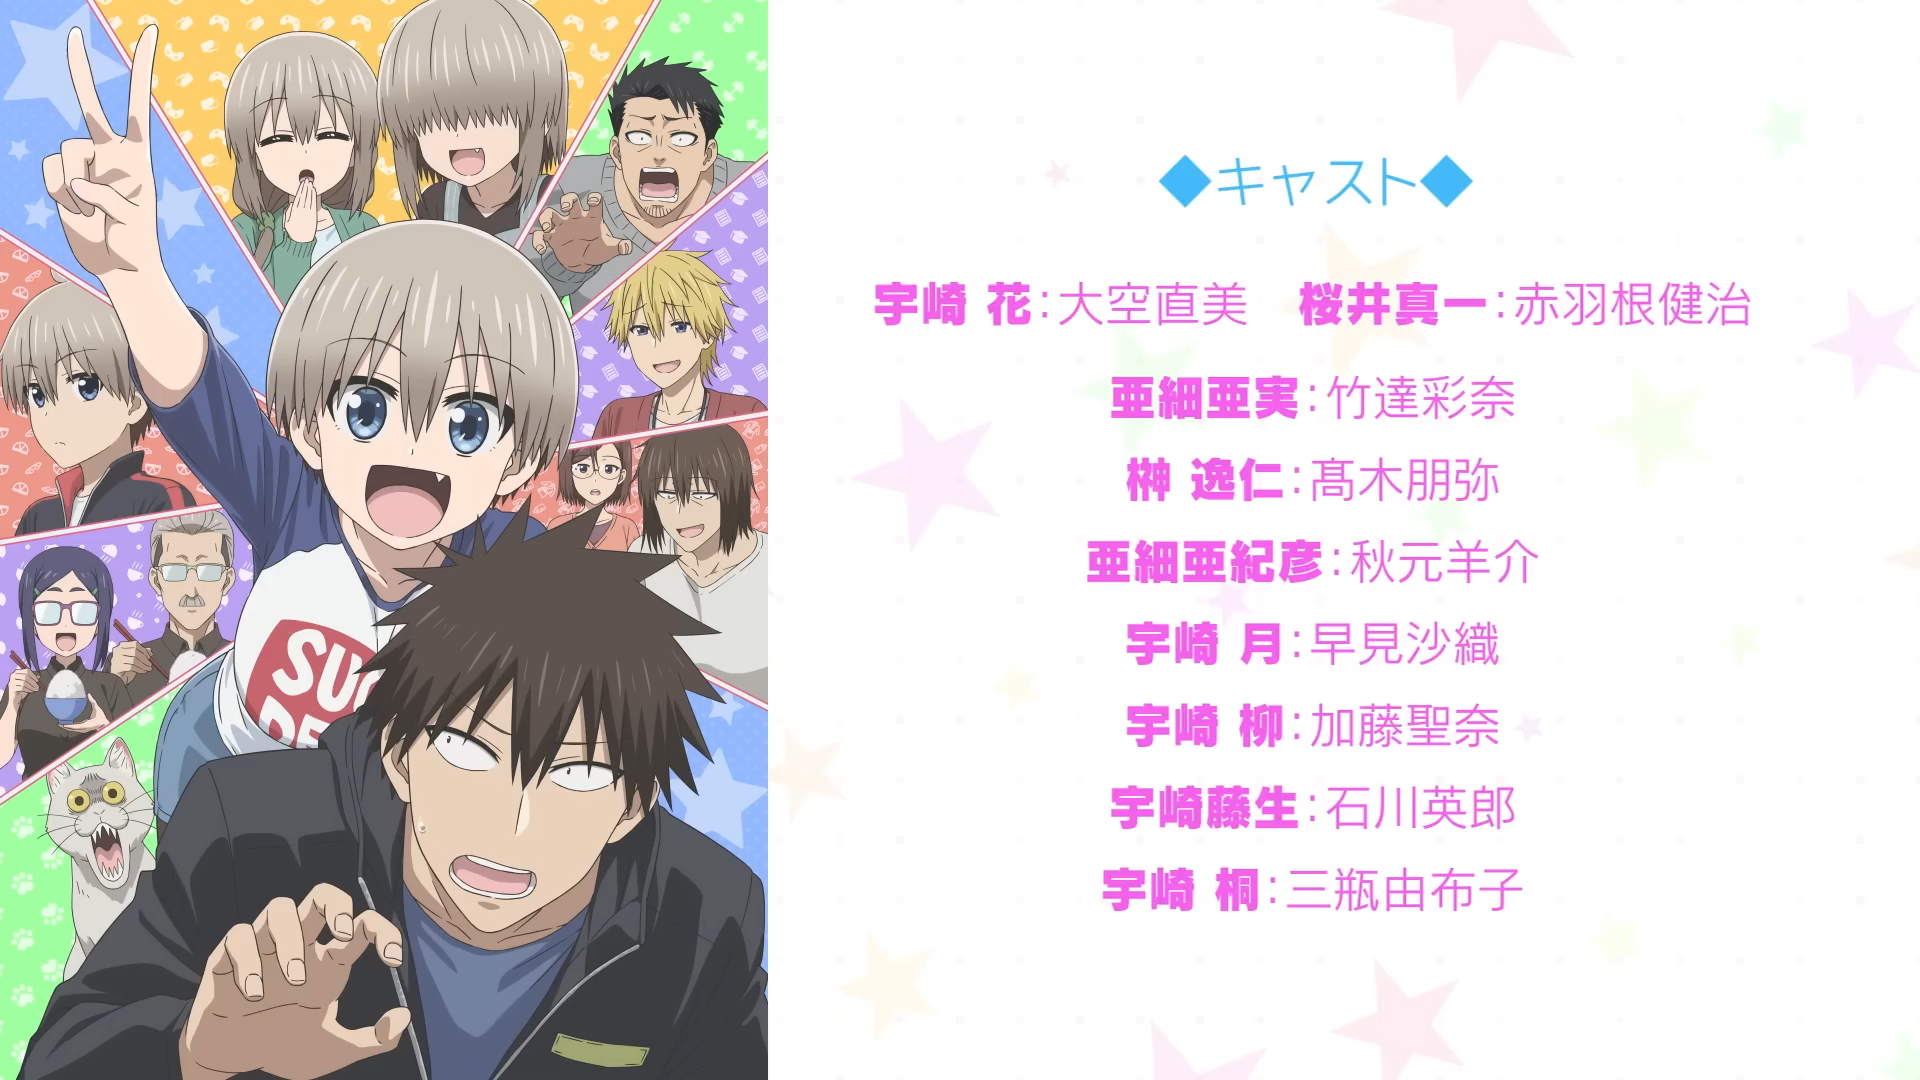 ◆キャスト◆
宇崎 花:大空直美 桜井真一:赤羽根健治
亜細亜実:竹達彩奈
榊 逸仁:髙木朋弥
亜細亜紀彦:秋元羊介
宇崎 月:早見沙織
宇崎 柳:加藤聖奈
宇崎藤生:石川英郎
宇崎 桐:三瓶由布子